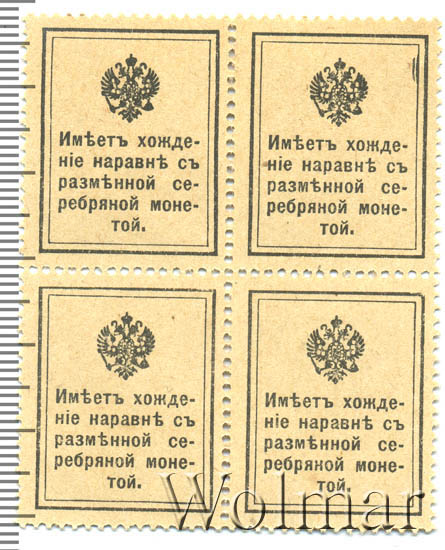 Имѣетъ хожде-
ніе наравнѣ съ
размѣнной се-
ребряной моне-
той.
Имѣетъ хожде-
ніе наравнѣ съ
размѣнной се-
ребряной моне-
той.
Имѣетъ хожде-
ніе наравнѣ съ
размѣнной се-
ребряной моне-
той.
Имѣетъ хожде-
ніе наравнѣ съ
размѣнной се-
ребряной моне-
той.
Wolmar